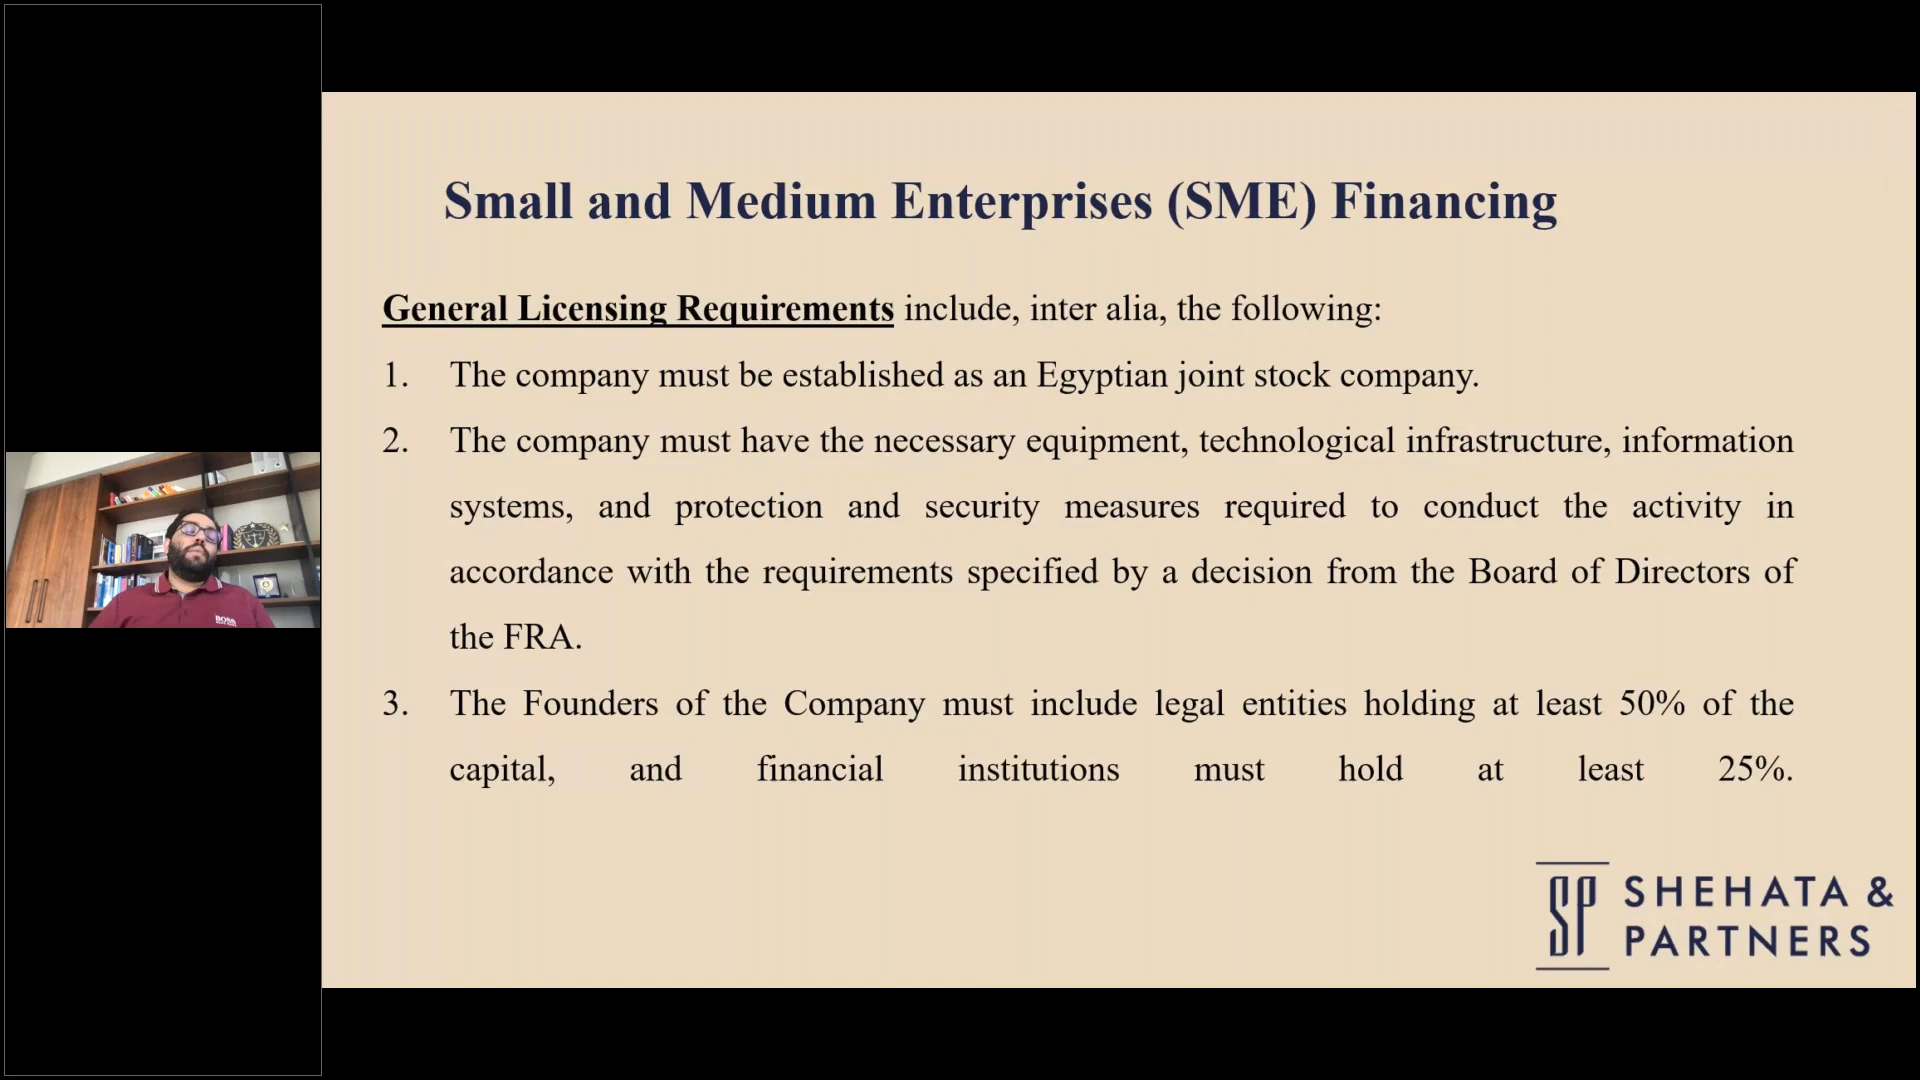 Small and Medium Enterprises (SME) Financing
General Licensing Requirements include, inter alia, the following:
1. The company must be established as an Egyptian joint stock company.
2. The company must have the necessary equipment, technological infrastructure, information
systems, and protection and security measures required to conduct the activity in
accordance with the requirements specified by a decision from the Board of Directors of
the FRA.
3. The Founders of the Company must include legal entities holding at least 50% of the
capital, and financial institutions must hold at least 25%.
SP
SHEHATA &
PARTNERS
BOSS